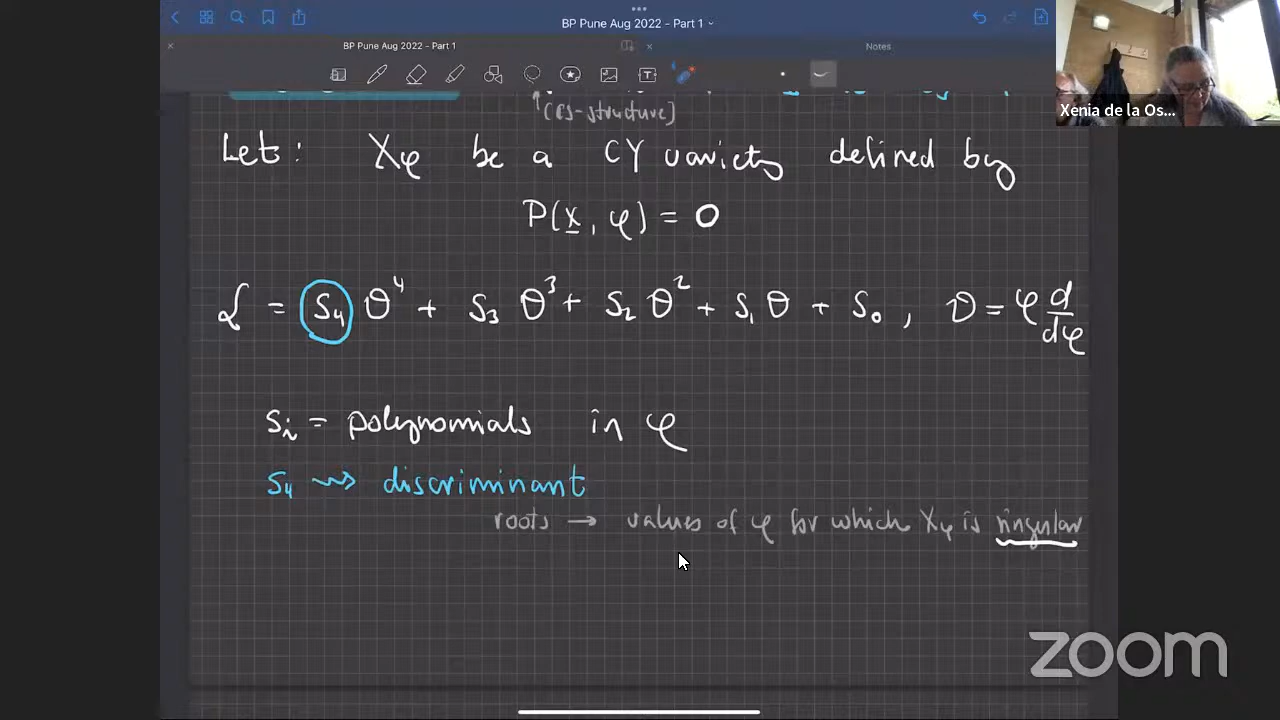 BP Pune Aug 2022 - Part 1
BP Pune Aug 2022 - Part 1
Notes
Xenia de la Os...
(CS-structure)
Let: Xφ be a CY variety defined by
P(x, φ) = 0
ℒ = S₄ θ⁴ + S₃ θ³ + S₂ θ² + S₁ θ + S₀ , θ = φ d/dφ
Sᵢ = polynomials in φ
S₄ ⇝ discriminant
roots → values of φ for which Xφ is singular
zoom